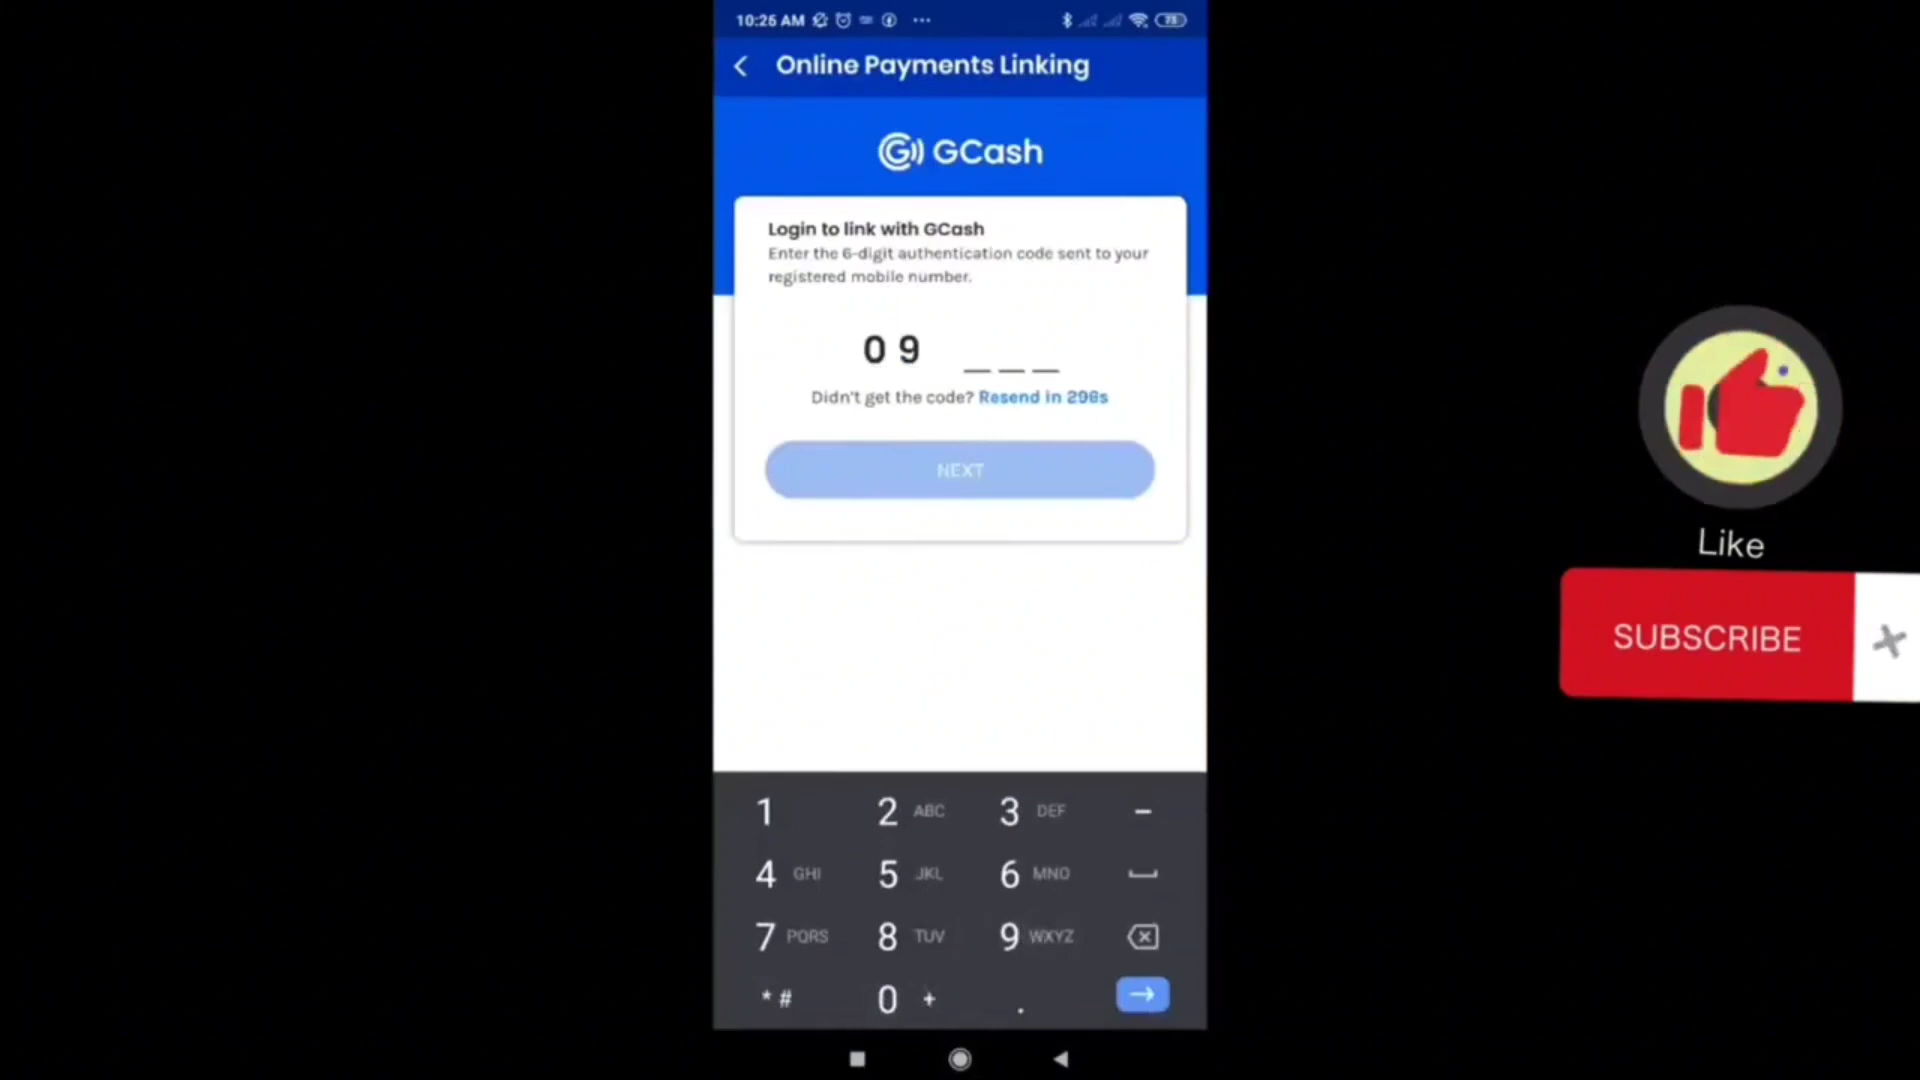 10:26 AM
75
Online Payments Linking
GCash
Login to link with GCash
Enter the 6-digit authentication code sent to your
registered mobile number.
0 9 _ _ _
Didn't get the code? Resend in 298s
NEXT
1
2 ABC
3 DEF
-
4 GHI
5 JKL
6 MNO
7 PQRS
8 TUV
9 WXYZ
* #
0 +
.
Like
SUBSCRIBE